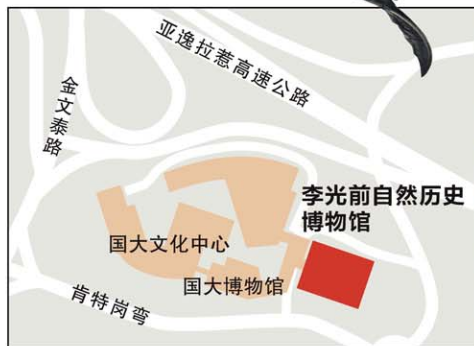 亚逸拉惹高速公路
金文泰路
李光前自然历史
博物馆
国大文化中心
国大博物馆
肯特岗弯